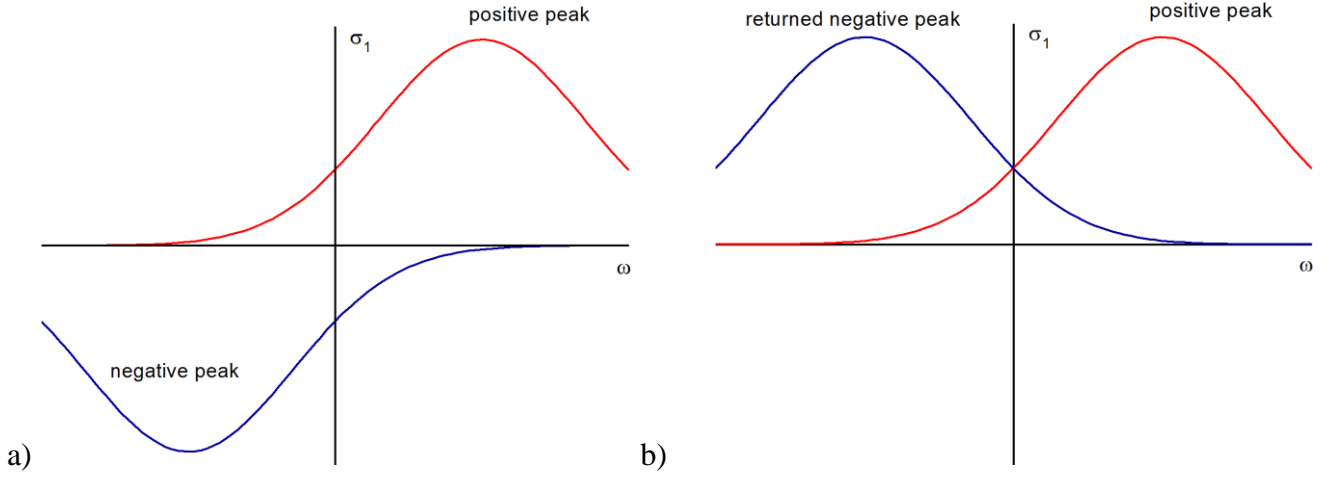 positive peak
σ1
ω
negative peak
a)
returned negative peak
positive peak
σ1
ω
b)